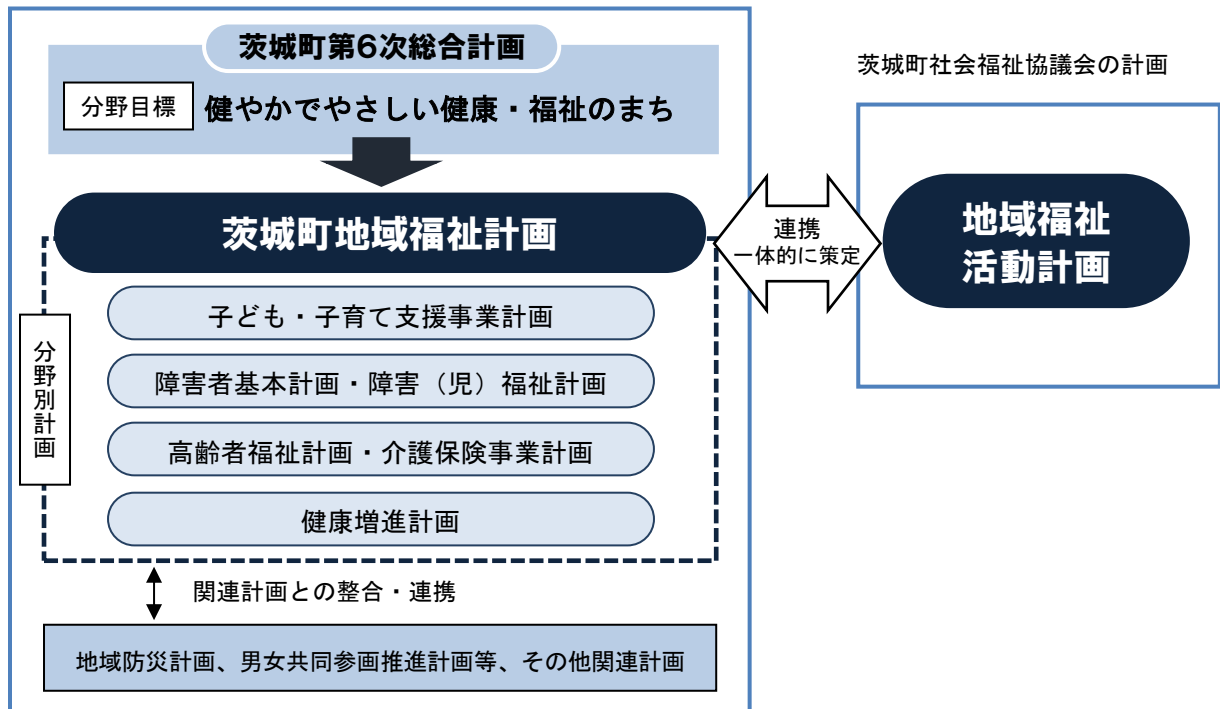 茨城町第6次総合計画
分野目標
健やかでやさしい健康・福祉のまち
茨城町地域福祉計画
分野別計画
子ども・子育て支援事業計画
障害者基本計画・障害（児）福祉計画
高齢者福祉計画・介護保険事業計画
健康増進計画
関連計画との整合・連携
地域防災計画、男女共同参画推進計画等、その他関連計画
連携
一体的に策定
茨城町社会福祉協議会の計画
地域福祉
活動計画